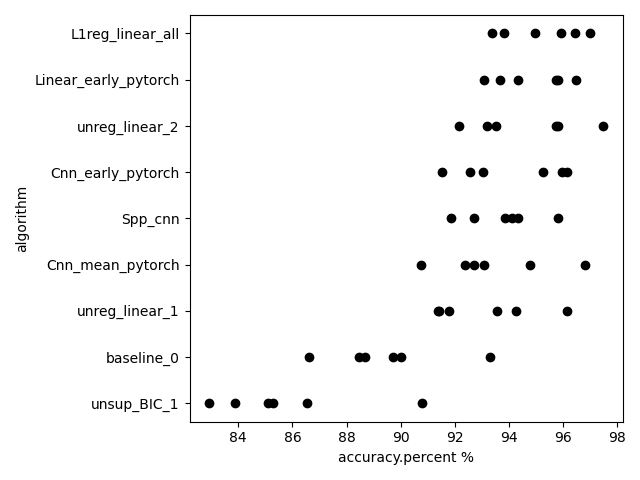 L1reg_linear_all
Linear_early_pytorch
unreg_linear_2
Cnn_early_pytorch
Spp_cnn
Cnn_mean_pytorch
unreg_linear_1
baseline_0
unsup_BIC_1
algorithm
84 86 88 90 92 94 96 98
accuracy.percent %